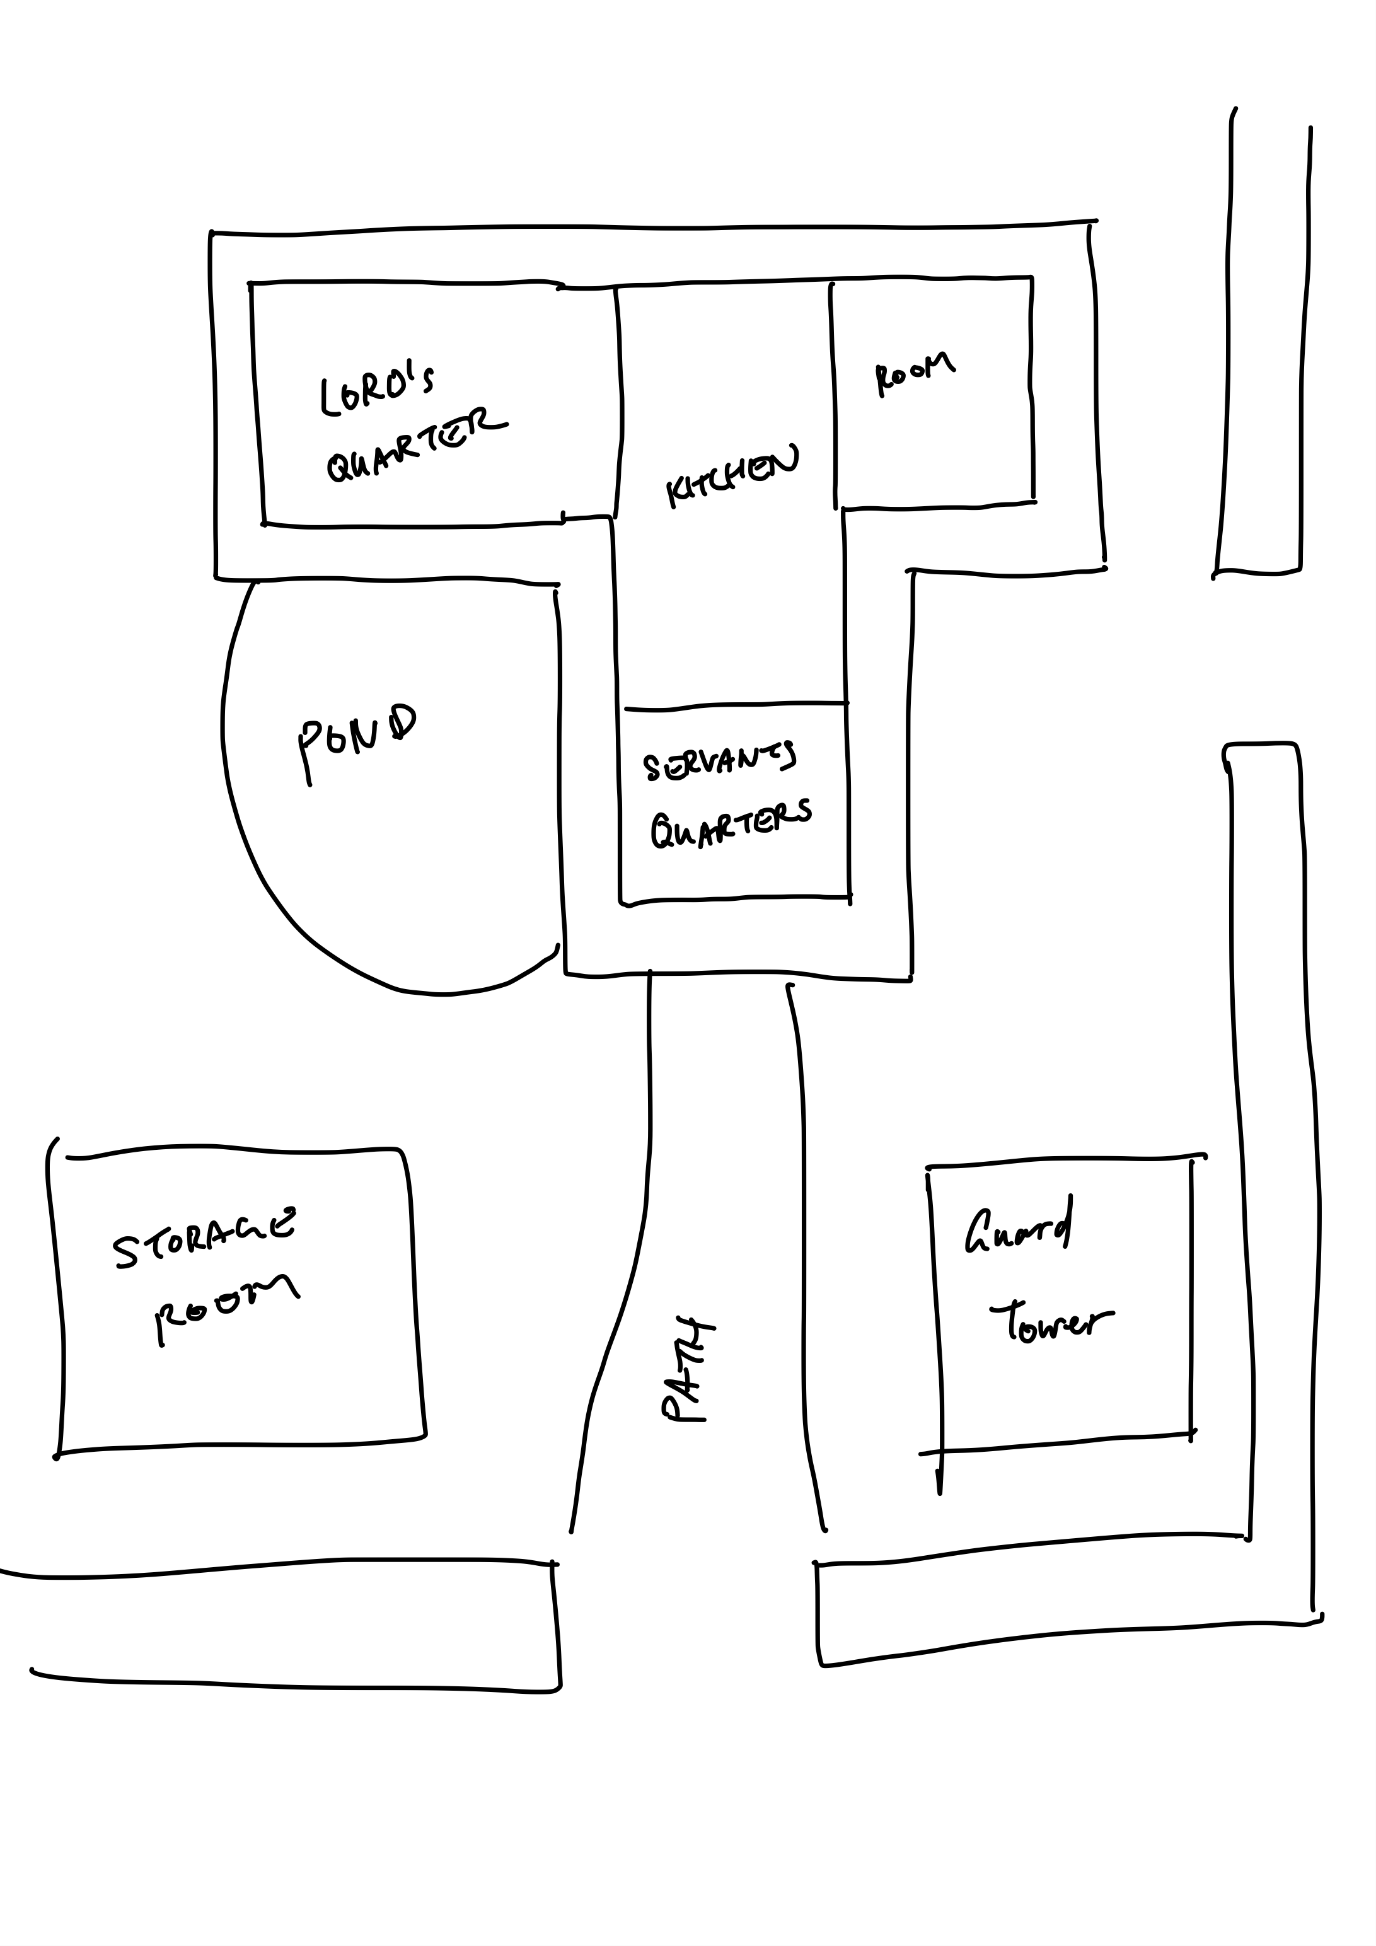 LORD's
QUARTER
KITCHEN
ROOM
POND
SERVANTS
QUARTERS
STORAGE
ROOM
PATH
Guard
Tower